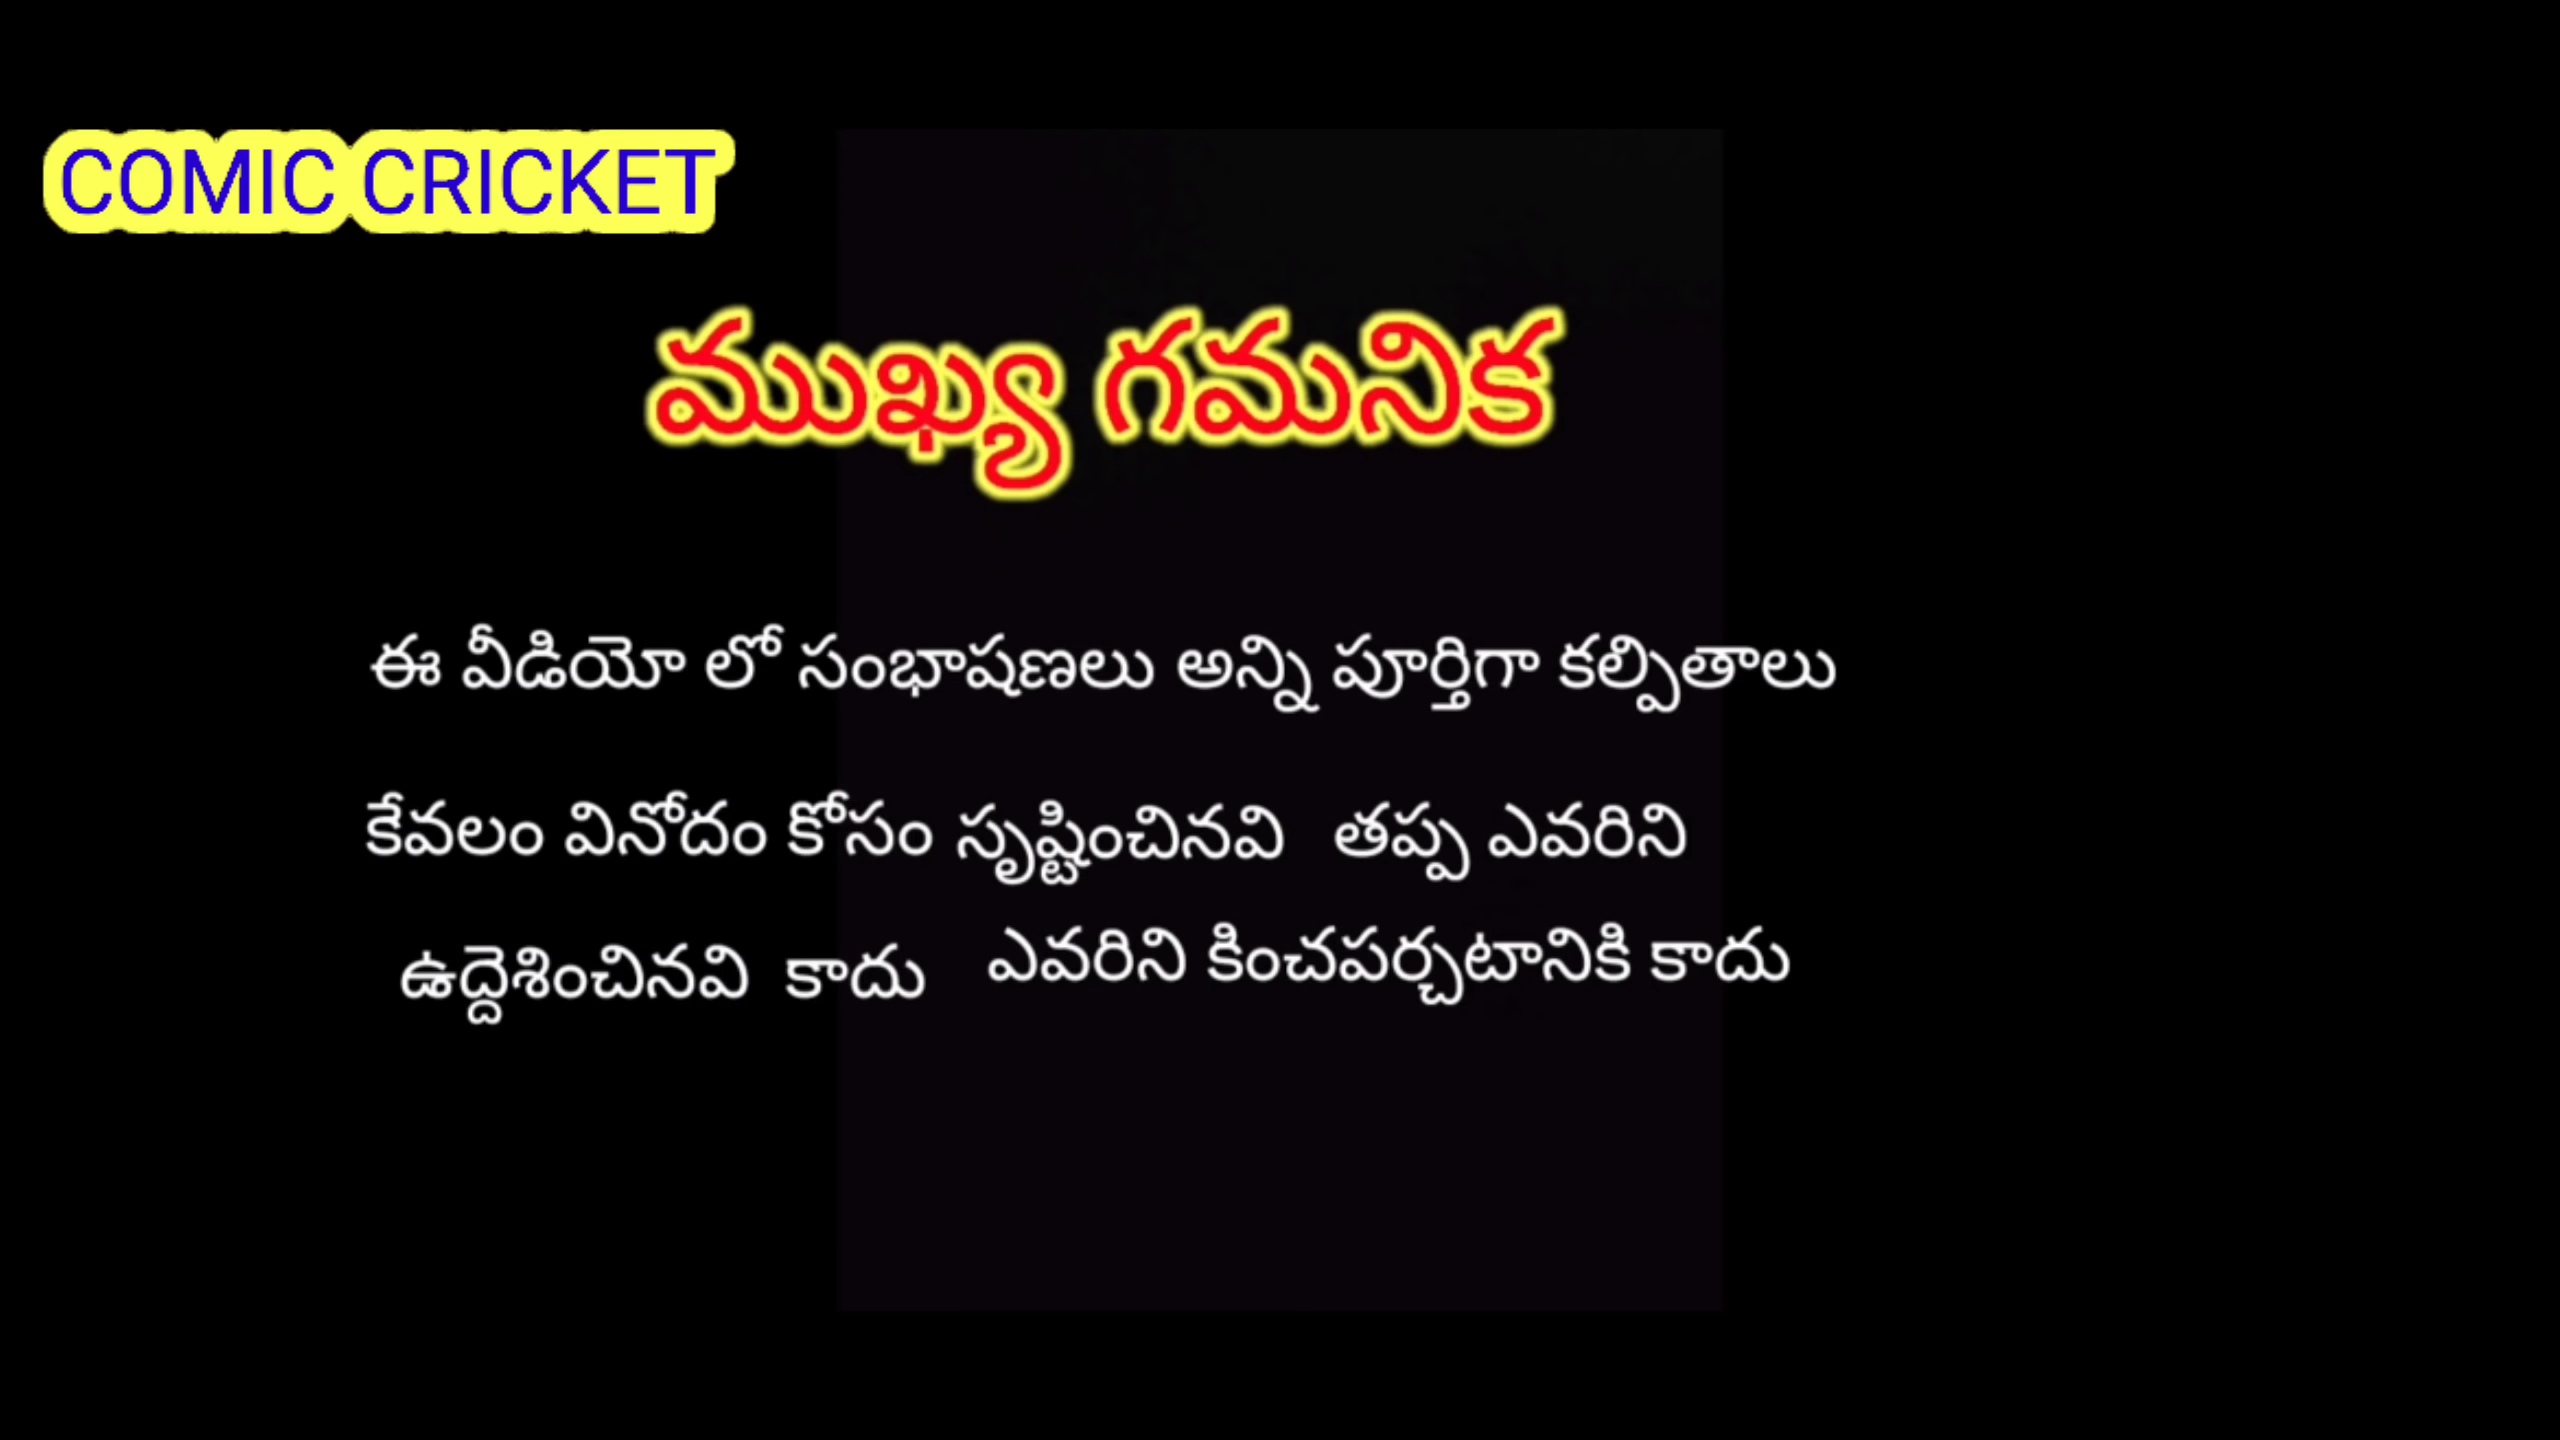 COMIC CRICKET
ముఖ్య గమనిక
ఈ వీడియో లో సంభాషణలు అన్ని పూర్తిగా కల్పితాలు
కేవలం వినోదం కోసం సృష్టించినవి తప్ప ఎవరిని
ఉద్దెశించినవి కాదు ఎవరిని కించపర్చటానికి కాదు